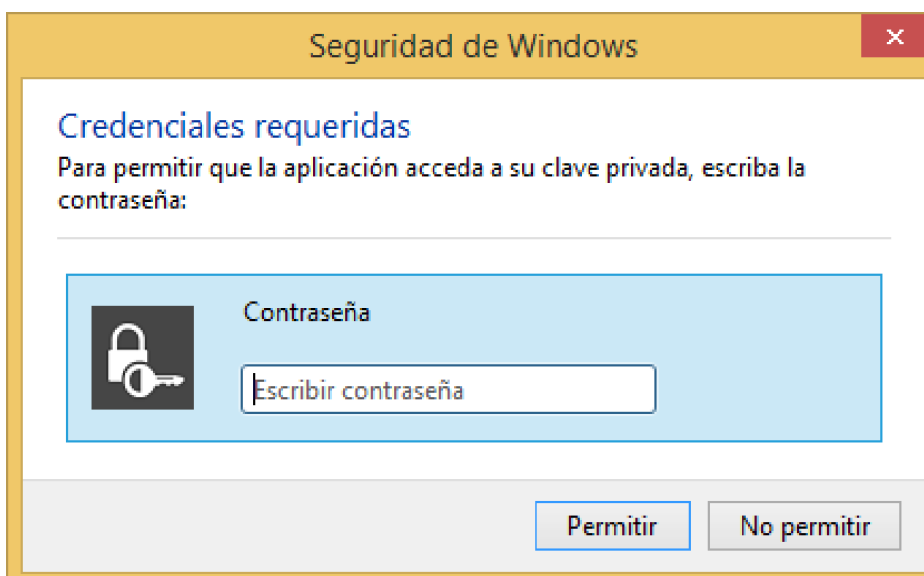 Seguridad de Windows
Credenciales requeridas
Para permitir que la aplicación acceda a su clave privada, escriba la
contraseña:
Contraseña
Escribir contraseña
Permitir
No permitir